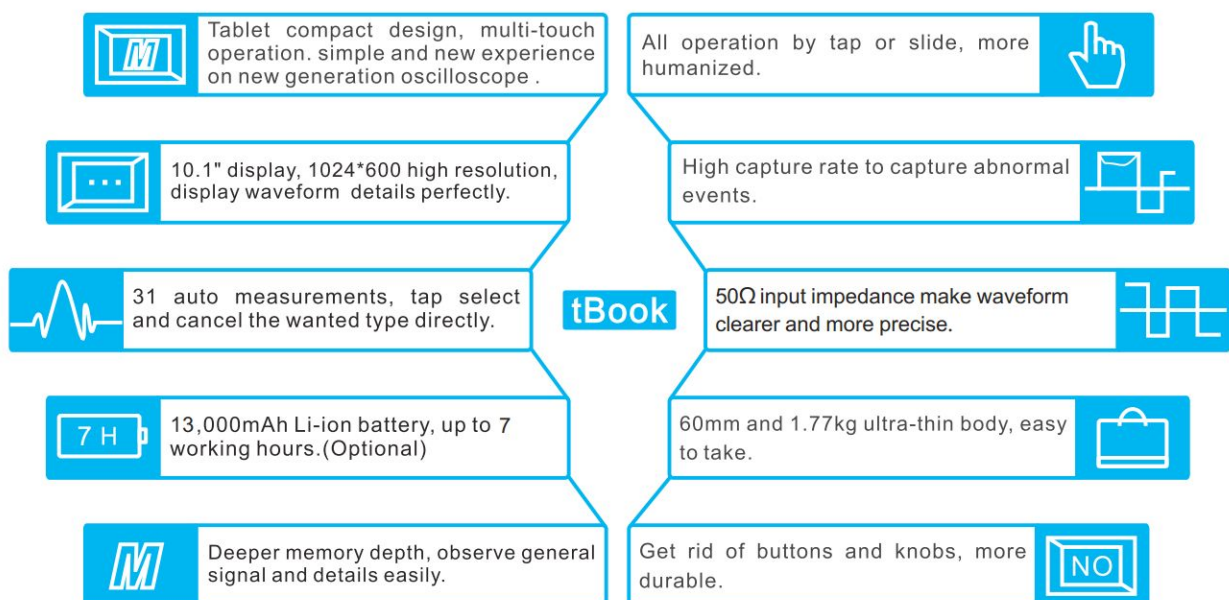 M
Tablet compact design, multi-touch
operation. simple and new experience
on new generation oscilloscope .
All operation by tap or slide, more
humanized.
10.1" display, 1024*600 high resolution,
display waveform details perfectly.
High capture rate to capture abnormal
events.
31 auto measurements, tap select
and cancel the wanted type directly.
tBook
50Ω input impedance make waveform
clearer and more precise.
7 H
13,000mAh Li-ion battery, up to 7
working hours.(Optional)
60mm and 1.77kg ultra-thin body, easy
to take.
M
Deeper memory depth, observe general
signal and details easily.
Get rid of buttons and knobs, more
durable.
NO